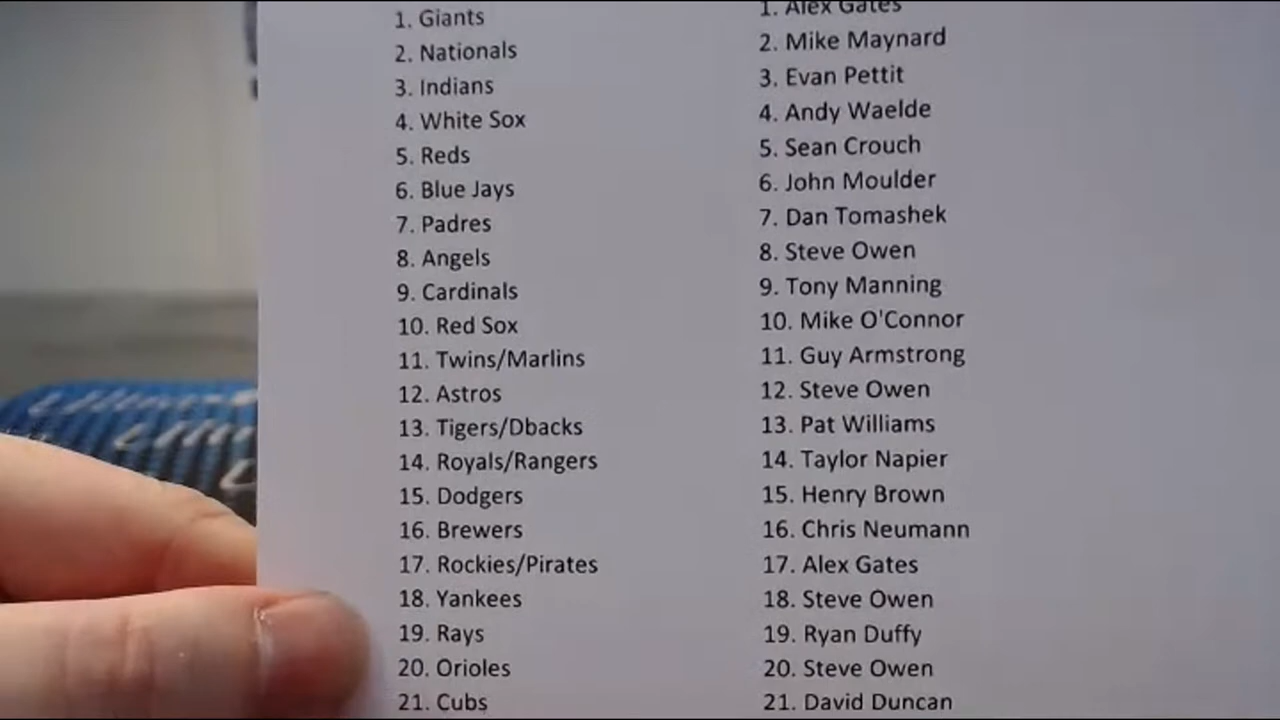 1. Giants
2. Nationals
3. Indians
4. White Sox
5. Reds
6. Blue Jays
7. Padres
8. Angels
9. Cardinals
10. Red Sox
11. Twins/Marlins
12. Astros
13. Tigers/Dbacks
14. Royals/Rangers
15. Dodgers
16. Brewers
17. Rockies/Pirates
18. Yankees
19. Rays
20. Orioles
21. Cubs
1. Alex Gates
2. Mike Maynard
3. Evan Pettit
4. Andy Waelde
5. Sean Crouch
6. John Moulder
7. Dan Tomashek
8. Steve Owen
9. Tony Manning
10. Mike O'Connor
11. Guy Armstrong
12. Steve Owen
13. Pat Williams
14. Taylor Napier
15. Henry Brown
16. Chris Neumann
17. Alex Gates
18. Steve Owen
19. Ryan Duffy
20. Steve Owen
21. David Duncan